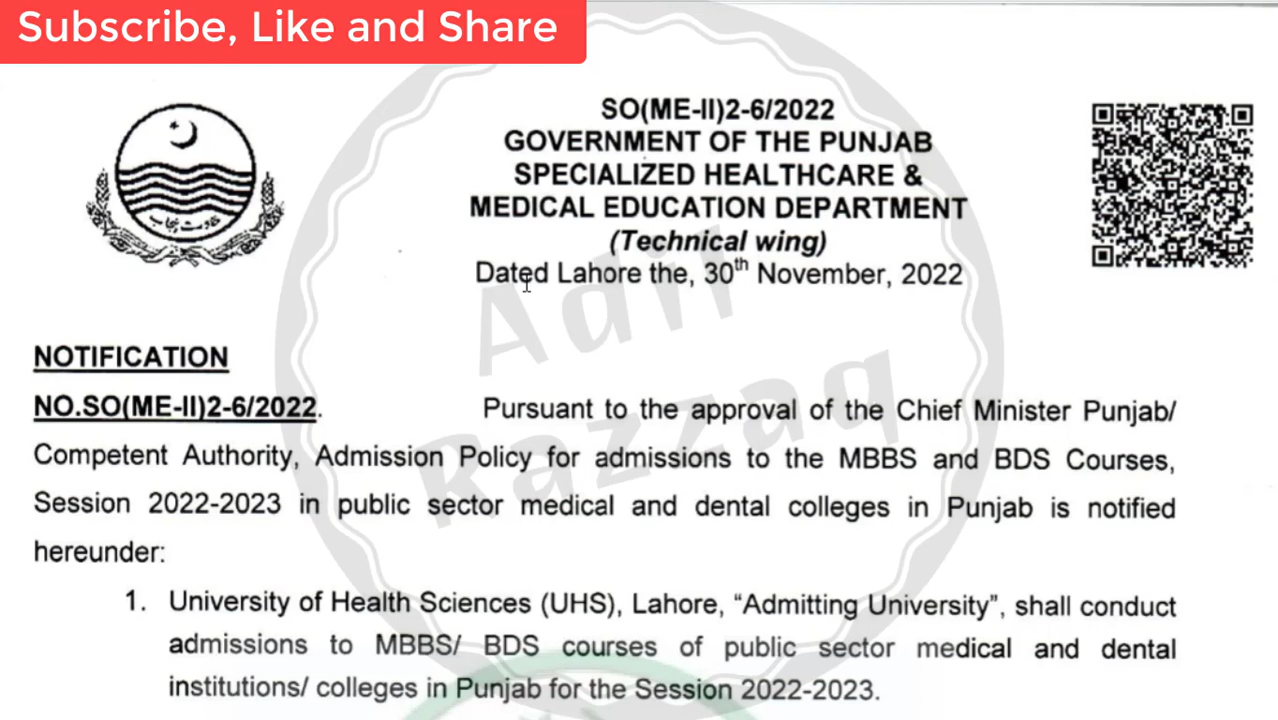 Subscribe, Like and Share
SO(ME-II)2-6/2022
GOVERNMENT OF THE PUNJAB
SPECIALIZED HEALTHCARE &
MEDICAL EDUCATION DEPARTMENT
(Technical wing)
Dated Lahore the, 30th November, 2022
NOTIFICATION
NO.SO(ME-II)2-6/2022. Pursuant to the approval of the Chief Minister Punjab/
Competent Authority, Admission Policy for admissions to the MBBS and BDS Courses,
Session 2022-2023 in public sector medical and dental colleges in Punjab is notified
hereunder:
1. University of Health Sciences (UHS), Lahore, “Admitting University”, shall conduct
admissions to MBBS/ BDS courses of public sector medical and dental
institutions/ colleges in Punjab for the Session 2022-2023.
Adil
Razzaq